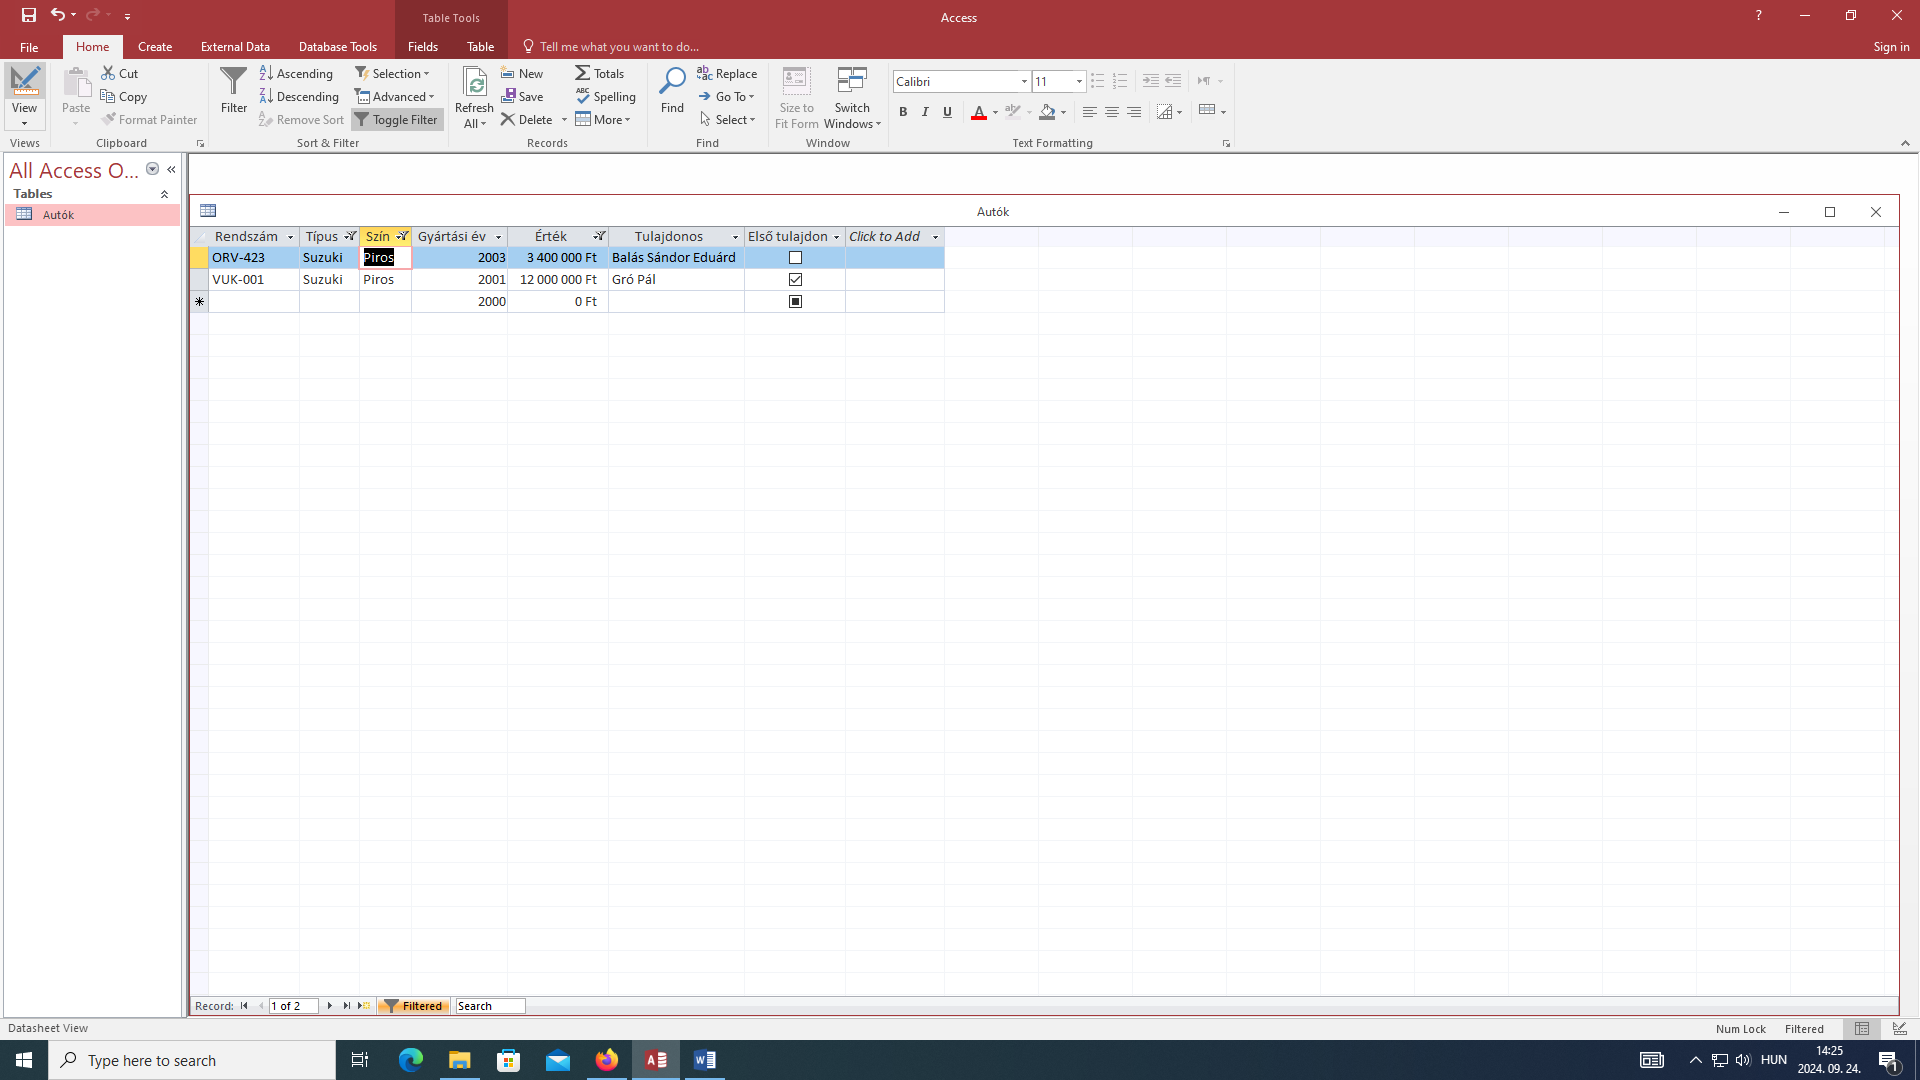 Table Tools
Access
?
File
Home
Create
External Data
Database Tools
Fields
Table
Tell me what you want to do...
Sign in
View
Paste
Cut
Copy
Format Painter
Filter
Ascending
Descending
Remove Sort
Selection
Advanced
Toggle Filter
Refresh
All
New
Save
Delete
Totals
Spelling
More
Find
Replace
Go To
Select
Size to
Fit Form
Switch
Windows
Calibri
11
B I U
Views
Clipboard
Sort & Filter
Records
Find
Window
Text Formatting
All Access O...
Tables
Autók
Autók
Rendszám Típus Szín Gyártási év Érték Tulajdonos Első tulajdon Click to Add
ORV-423 Suzuki Piros 2003 3 400 000 Ft Balás Sándor Eduárd
VUK-001 Suzuki Piros 2001 12 000 000 Ft Gró Pál
2000 0 Ft
Record: 1 of 2 Filtered Search
Datasheet View
Num Lock
Filtered
Type here to search
HUN
14:25
2024. 09. 24.
1